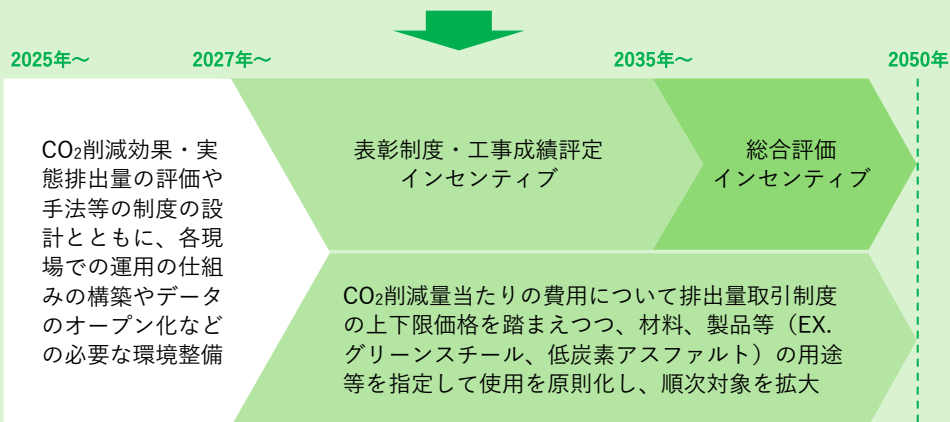 2025年～ 2027年～ 2035年～ 2050年
CO₂削減効果・実
態排出量の評価や
手法等の制度の設
計とともに、各現
場での運用の仕組
みの構築やデータ
のオープン化など
の必要な環境整備
表彰制度・工事成績評定
インセンティブ
総合評価
インセンティブ
CO₂削減量当たりの費用について排出量取引制度
の上下限価格を踏まえつつ、材料、製品等（EX.
グリーンスチール、低炭素アスファルト）の用途
等を指定して使用を原則化し、順次対象を拡大